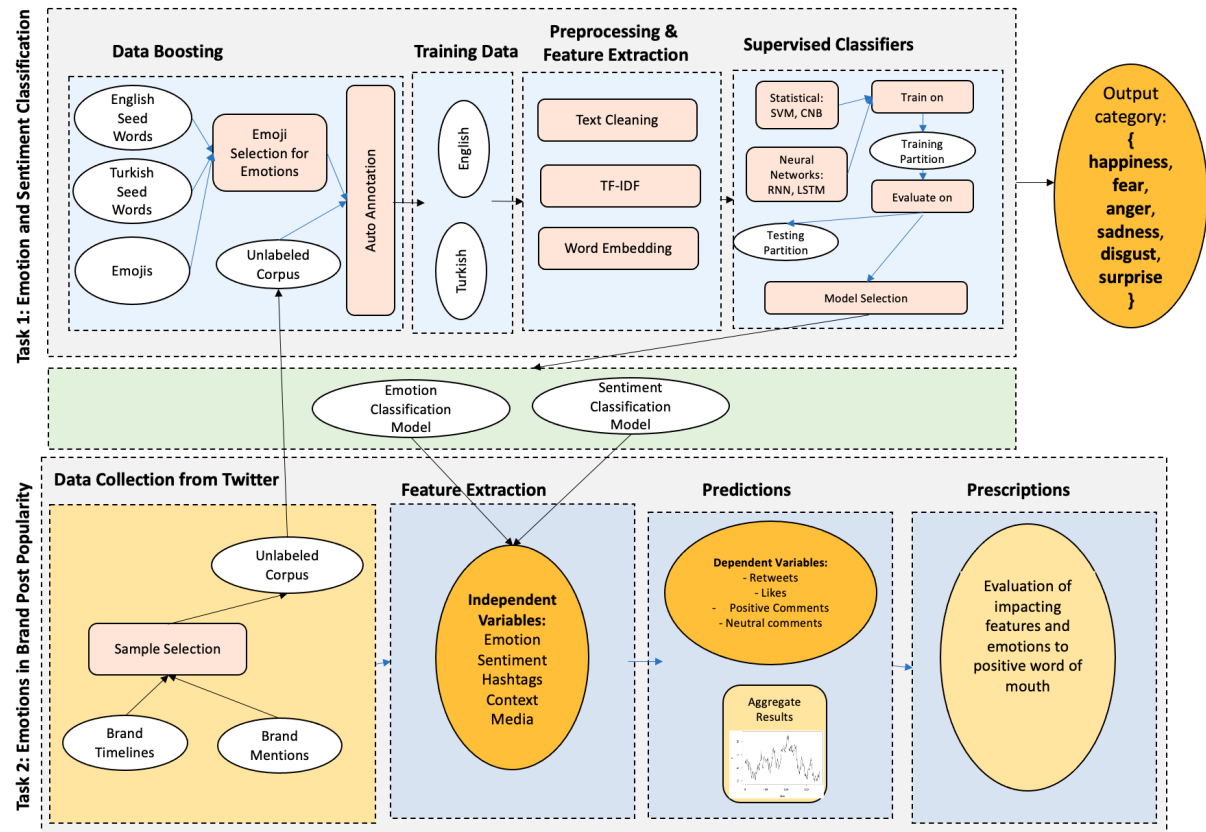 Task 1: Emotion and Sentiment Classification
Data Boosting
English
Seed
Words
Turkish
Seed
Words
Emojis
Emoji
Selection for
Emotions
Unlabeled
Corpus
Auto Annotation
Training Data
English
Turkish
Preprocessing &
Feature Extraction
Text Cleaning
TF-IDF
Word Embedding
Supervised Classifiers
Statistical:
SVM, CNB
Neural
Networks:
RNN, LSTM
Train on
Training
Partition
Evaluate on
Testing
Partition
Model Selection
Output
category:
{
happiness,
fear,
anger,
sadness,
disgust,
surprise
}
Emotion
Classification
Model
Sentiment
Classification
Model
Task 2: Emotions in Brand Post Popularity
Data Collection from Twitter
Unlabeled
Corpus
Sample Selection
Brand
Timelines
Brand
Mentions
Feature Extraction
Independent
Variables:
Emotion
Sentiment
Hashtags
Context
Media
Predictions
Dependent Variables:
- Retweets
- Likes
- Positive Comments
- Neutral comments
Aggregate
Results
Prescriptions
Evaluation of
impacting
features and
emotions to
positive word of
mouth